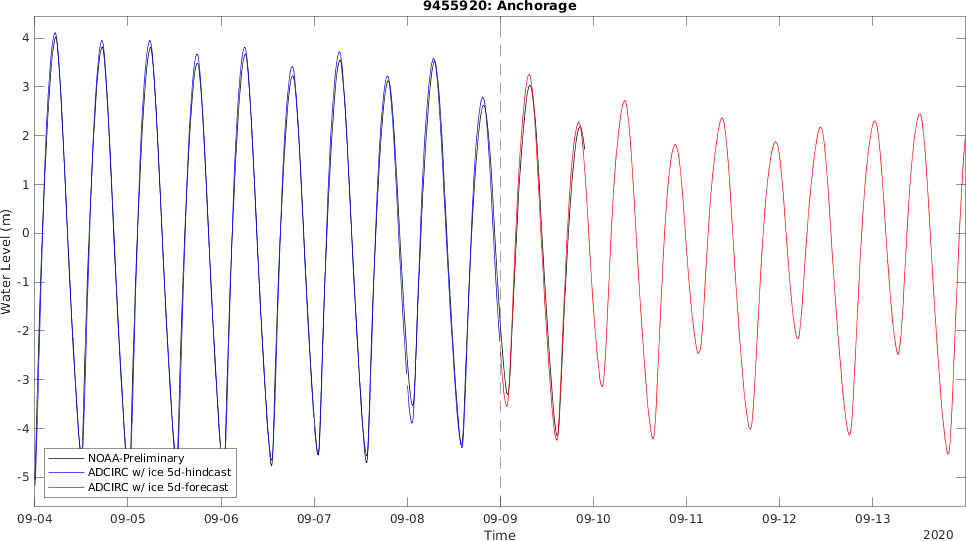 9455920: Anchorage
Water Level (m)
4
3
2
1
0
-1
-2
-3
-4
-5
NOAA-Preliminary
ADCIRC w/ ice 5d-hindcast
ADCIRC w/ ice 5d-forecast
09-04 09-05 09-06 09-07 09-08 09-09 09-10 09-11 09-12 09-13
Time
2020